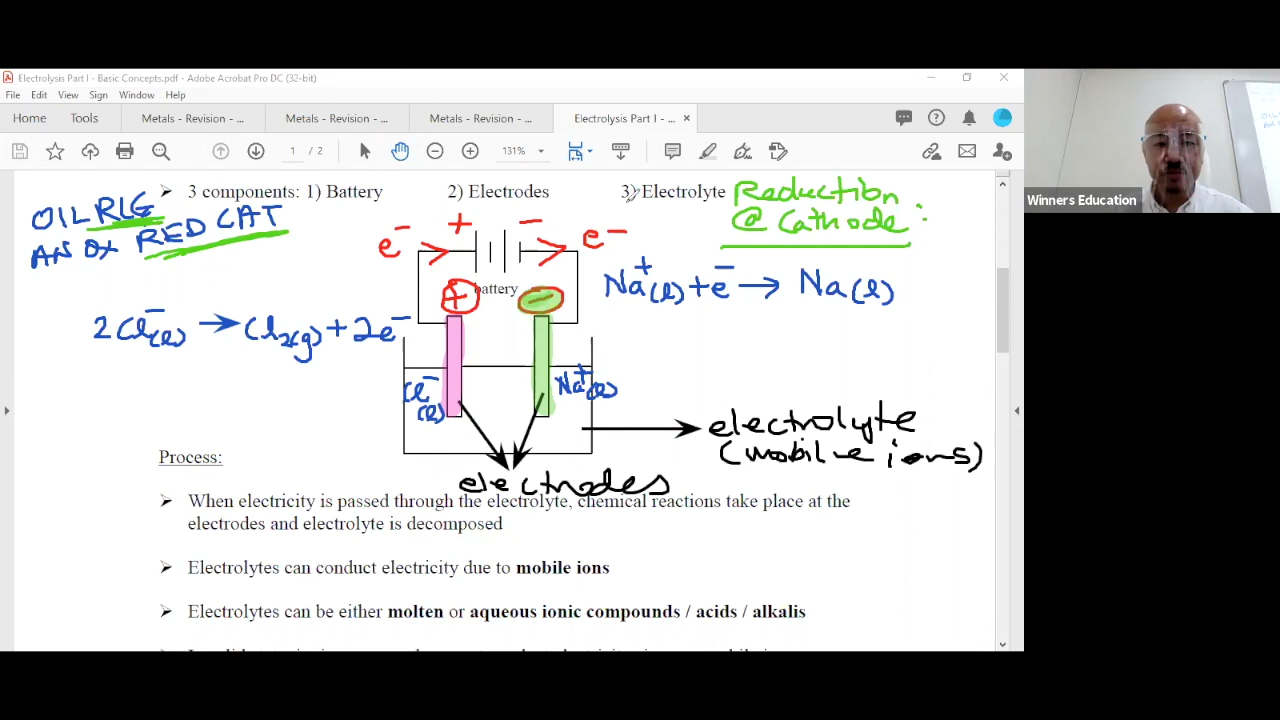 Electrolysis Part I - Basic Concepts.pdf - Adobe Acrobat Pro DC (32-bit)
File Edit View Sign Window Help
Home Tools Metals - Revision - ... Metals - Revision - ... Metals - Revision - ... Electrolysis Part I - ... ×
1 / 2 131%
➢ 3 components: 1) Battery 2) Electrodes 3) Electrolyte
OIL RIG
AN OX RED CAT
Reduction
@ Cathode :
e⁻ + − e⁻
battery
+ −
Na⁺(l) + e⁻ → Na(l)
2Cl⁻(l) → Cl₂(g) + 2e⁻
Cl⁻(l) Na⁺(l)
electrolyte
(mobile ions)
electrodes
Process:
➢ When electricity is passed through the electrolyte, chemical reactions take place at the
electrodes and electrolyte is decomposed
➢ Electrolytes can conduct electricity due to mobile ions
➢ Electrolytes can be either molten or aqueous ionic compounds / acids / alkalis
Winners Education